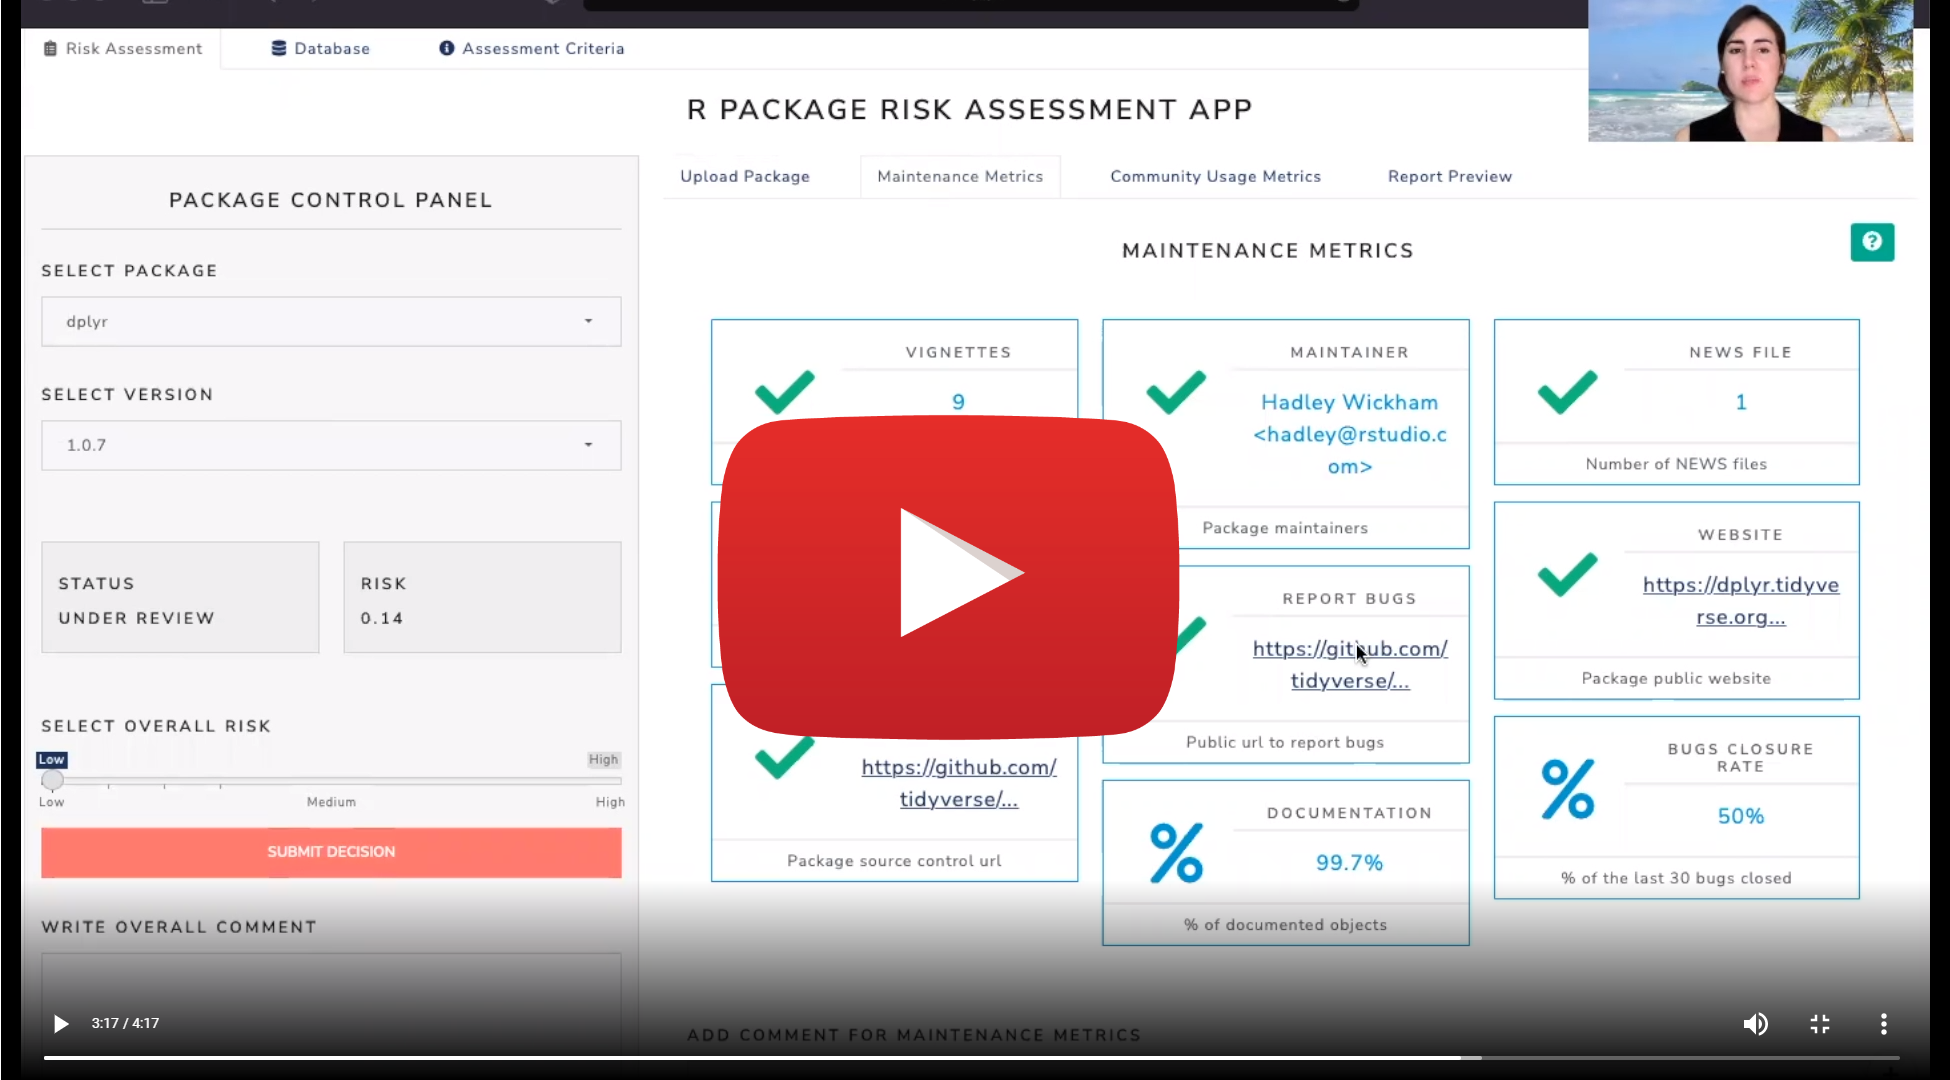 Risk Assessment
Database
Assessment Criteria
R PACKAGE RISK ASSESSMENT APP
PACKAGE CONTROL PANEL
SELECT PACKAGE
dplyr
SELECT VERSION
1.0.7
STATUS
UNDER REVIEW
RISK
0.14
SELECT OVERALL RISK
Low
High
Low
Medium
High
SUBMIT DECISION
WRITE OVERALL COMMENT
Upload Package
Maintenance Metrics
Community Usage Metrics
Report Preview
MAINTENANCE METRICS
?
VIGNETTES
9
https://github.com/
tidyverse/...
Package source control url
MAINTAINER
Hadley Wickham
<hadley@rstudio.c
om>
Package maintainers
REPORT BUGS
https://github.com/
tidyverse/...
Public url to report bugs
DOCUMENTATION
%
99.7%
% of documented objects
NEWS FILE
1
Number of NEWS files
WEBSITE
https://dplyr.tidyve
rse.org...
Package public website
BUGS CLOSURE
RATE
%
50%
% of the last 30 bugs closed
ADD COMMENT FOR MAINTENANCE METRICS
3:17 / 4:17